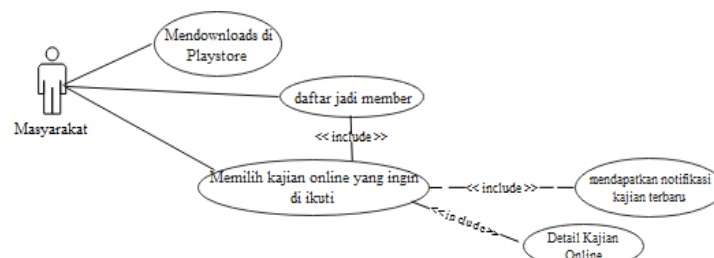 Mendownloads di
Playstore
Masyarakat
daftar jadi member
<< include >>
Memilih kajian online yang ingin
di ikuti
<< include >>
mendapatkan notifikasi
kajian terbaru
<<include>>
Detail Kajian
Online